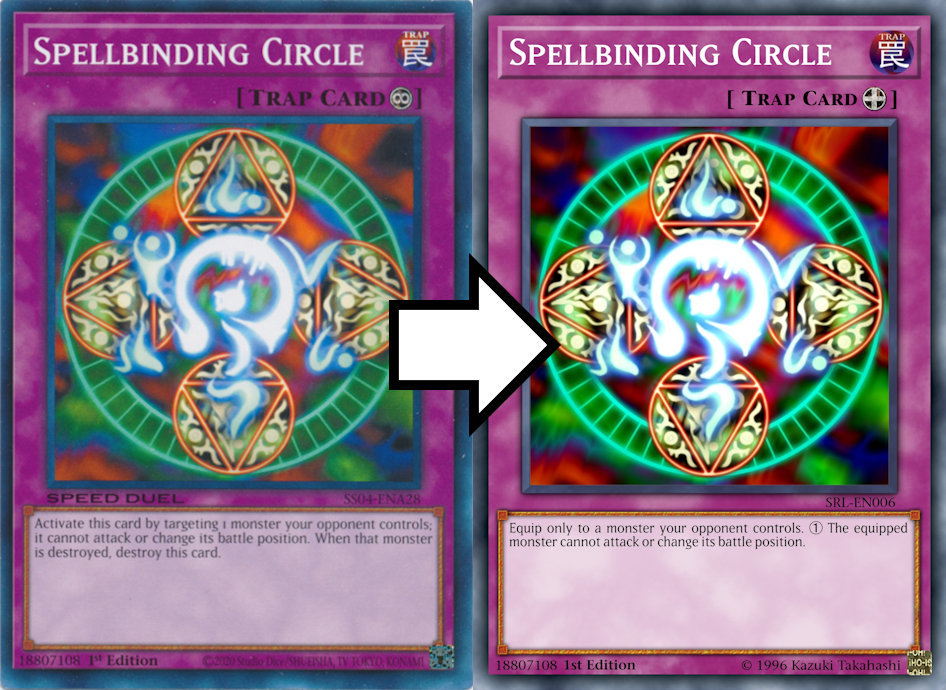 SPELLBINDING CIRCLE
TRAP
罠
[TRAP CARD ]
SPEED DUEL
SS04-ENA28
Activate this card by targeting 1 monster your opponent controls;
it cannot attack or change its battle position. When that monster
is destroyed, destroy this card.
18807108 1st Edition
©2020 Studio Dice/SHUEISHA, TV TOKYO, KONAMI
SPELLBINDING CIRCLE
TRAP
罠
[ TRAP CARD ]
SRL-EN006
Equip only to a monster your opponent controls. ① The equipped
monster cannot attack or change its battle position.
18807108 1st Edition
© 1996 Kazuki Takahashi